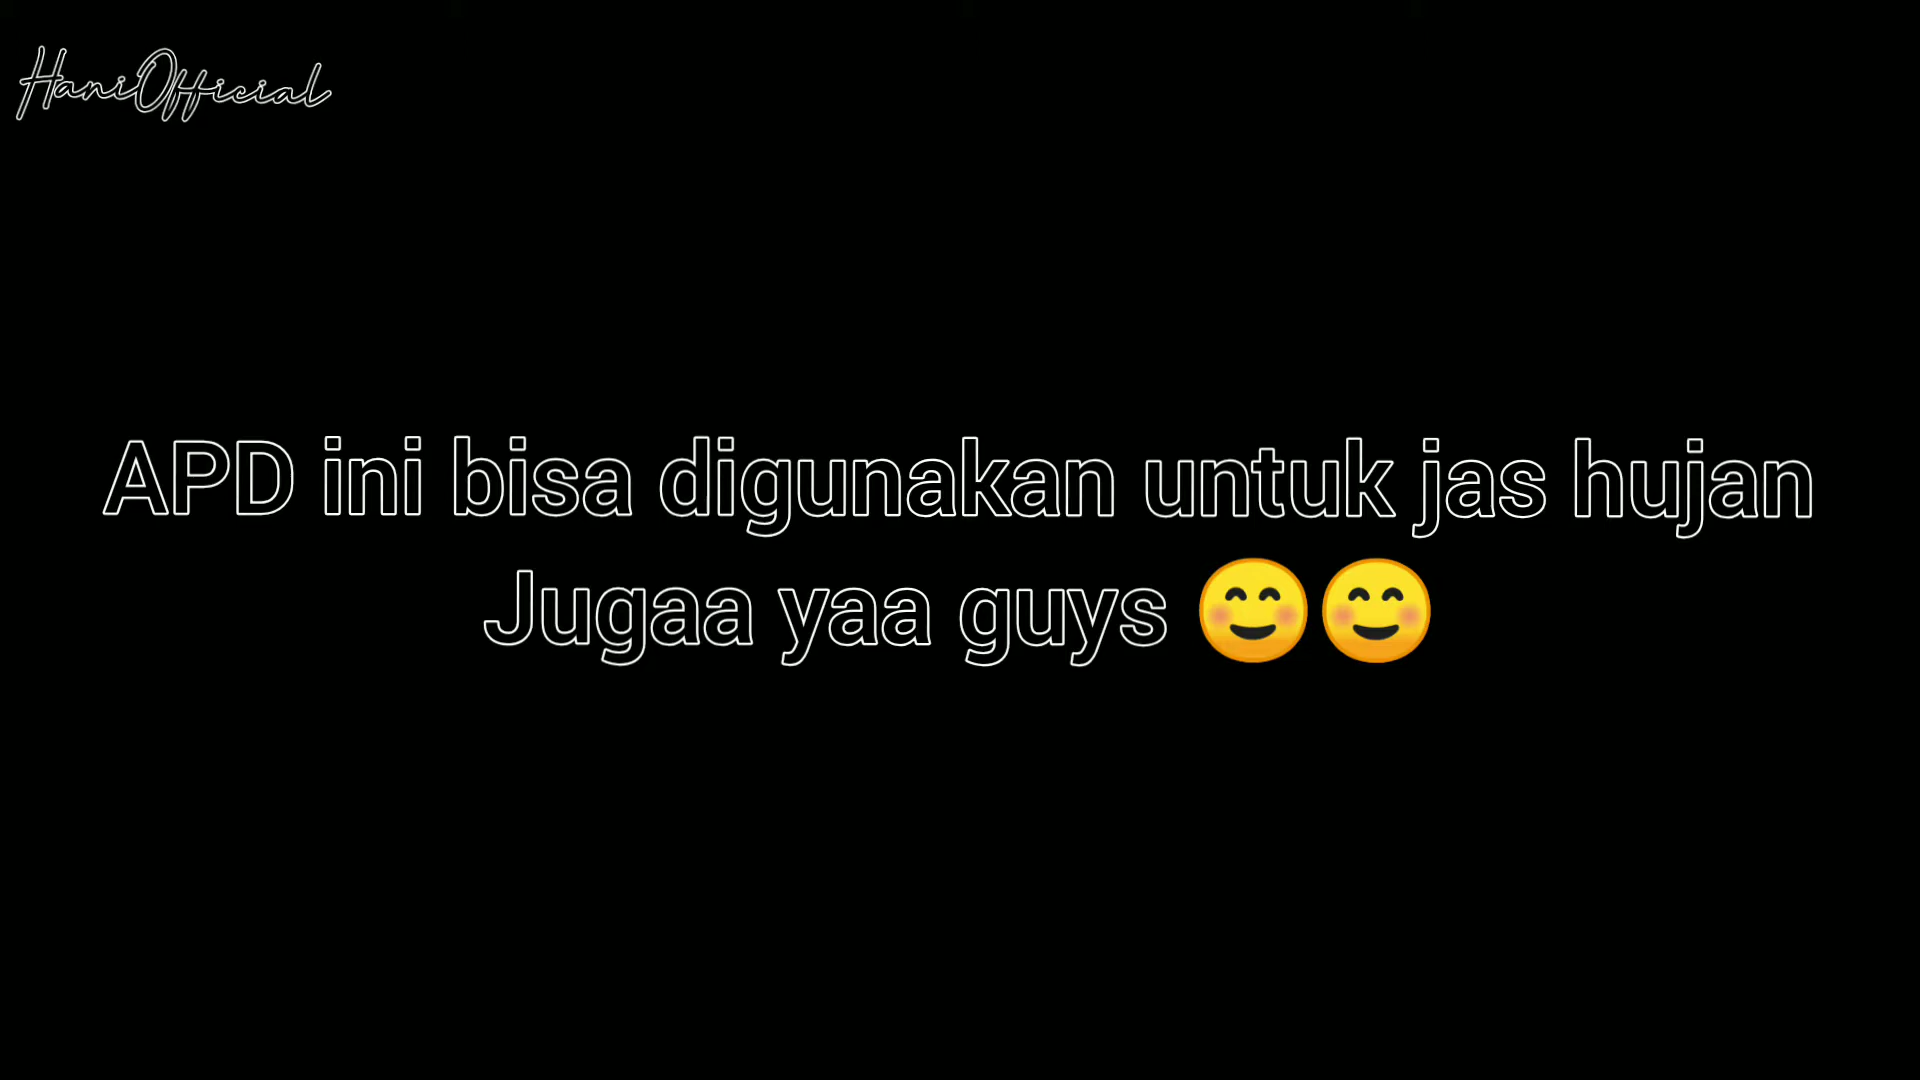 HaniOfficial
APD ini bisa digunakan untuk jas hujan
Jugaa yaa guys 😊😊